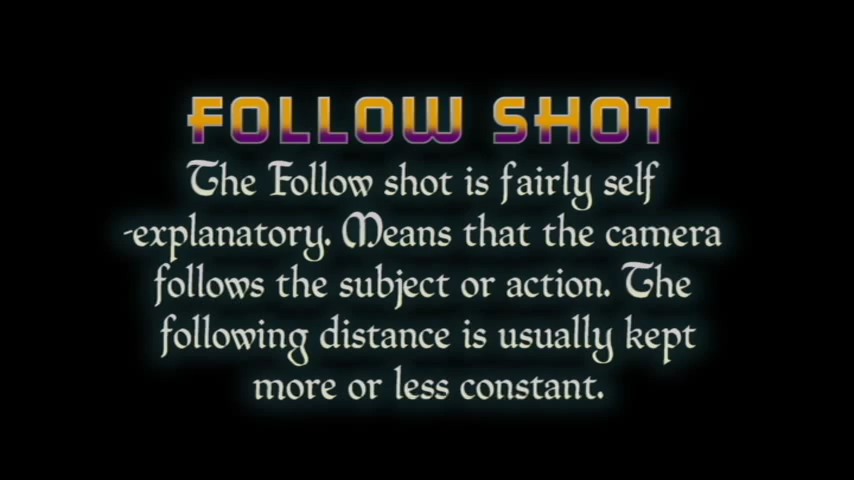 FOLLOW SHOT
The Follow shot is fairly self
-explanatory. Means that the camera
follows the subject or action. The
following distance is usually kept
more or less constant.